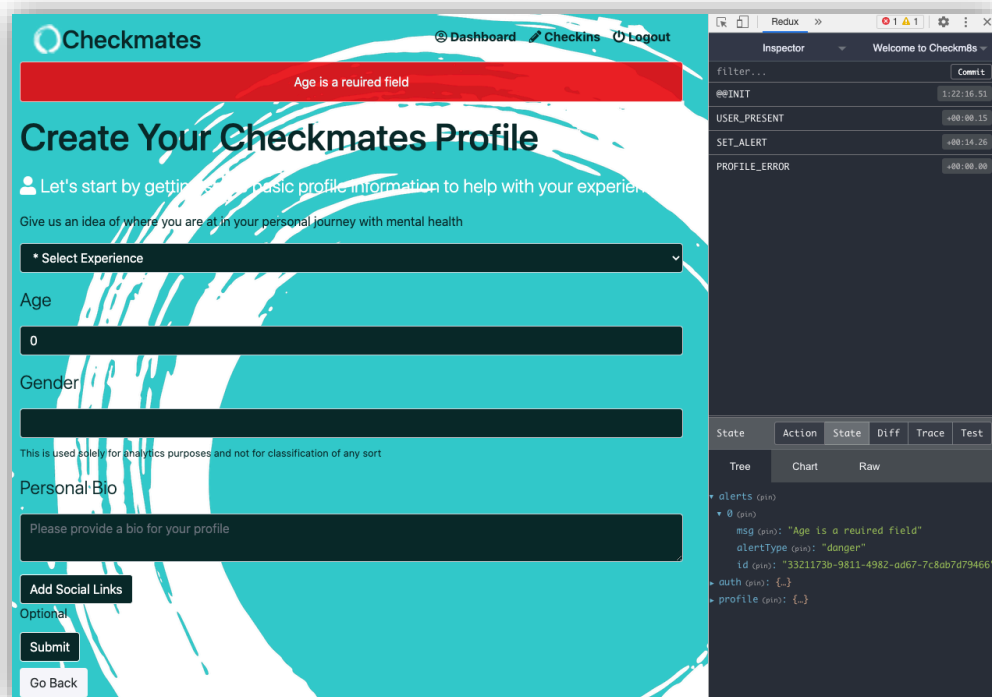 Checkmates
Dashboard Checkins Logout
Age is a reuired field
Create Your Checkmates Profile
Let's start by getting basic profile information to help with your
Give us an idea of where you are at in your personal journey with mental health
* Select Experience
Age
0
Gender
This is used solely for analytics purposes and not for classification of any sort
Personal Bio
Please provide a bio for your profile
Add Social Links
Optional
Submit
Go Back
Redux » 1 1
Inspector Welcome to Checkm8s
filter... Commit
@@INIT 1:22:16.51
USER_PRESENT +00:00.15
SET_ALERT +00:14.26
PROFILE_ERROR +00:00.00
State Action State Diff Trace Test
Tree Chart Raw
alerts (pin)
0 (pin)
msg (pin): "Age is a reuired field"
alertType (pin): "danger"
id (pin): "3321173b-9811-4982-ad67-7c8ab7d79466"
auth (pin): {…}
profile (pin): {…}